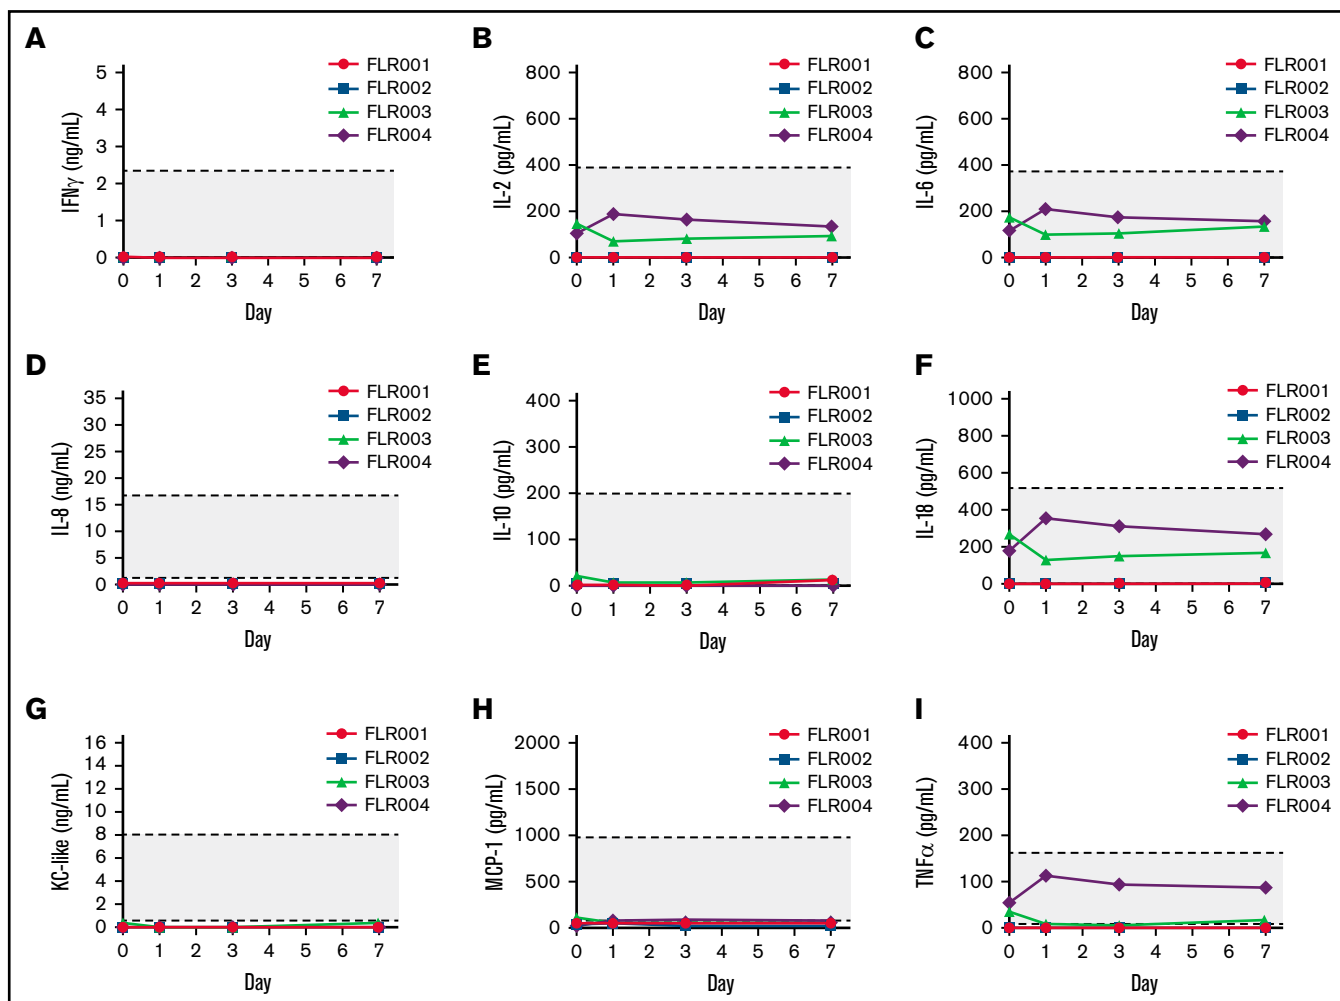 A
FLR001
FLR002
FLR003
FLR004
5
4
3
2
1
0
IFNγ (ng/mL)
0 1 2 3 4 5 6 7
Day
B
FLR001
FLR002
FLR003
FLR004
800
600
400
200
0
IL-2 (pg/mL)
0 1 2 3 4 5 6 7
Day
C
FLR001
FLR002
FLR003
FLR004
800
600
400
200
0
IL-6 (pg/mL)
0 1 2 3 4 5 6 7
Day
D
FLR001
FLR002
FLR003
FLR004
35
30
25
20
15
10
5
0
IL-8 (ng/mL)
0 1 2 3 4 5 6 7
Day
E
FLR001
FLR002
FLR003
FLR004
400
300
200
100
0
IL-10 (pg/mL)
0 1 2 3 4 5 6 7
Day
F
FLR001
FLR002
FLR003
FLR004
1000
800
600
400
200
0
IL-18 (pg/mL)
0 1 2 3 4 5 6 7
Day
G
FLR001
FLR002
FLR003
FLR004
16
14
12
10
8
6
4
2
0
KC-like (ng/mL)
0 1 2 3 4 5 6 7
Day
H
FLR001
FLR002
FLR003
FLR004
2000
1500
1000
500
0
MCP-1 (pg/mL)
0 1 2 3 4 5 6 7
Day
I
FLR001
FLR002
FLR003
FLR004
400
300
200
100
0
TNFα (pg/mL)
0 1 2 3 4 5 6 7
Day